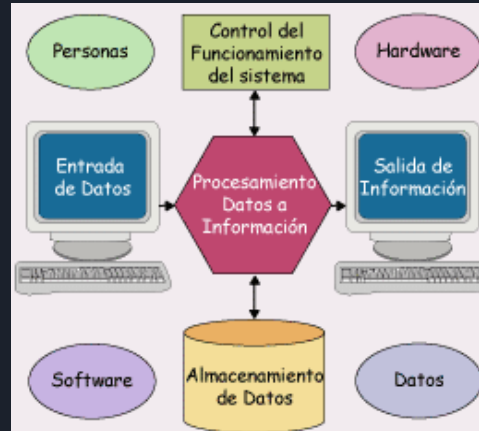 Personas
Control del
Funcionamiento
del sistema
Hardware
Entrada
de Datos
Procesamiento
Datos a
Información
Salida de
Información
Software
Almacenamiento
de Datos
Datos